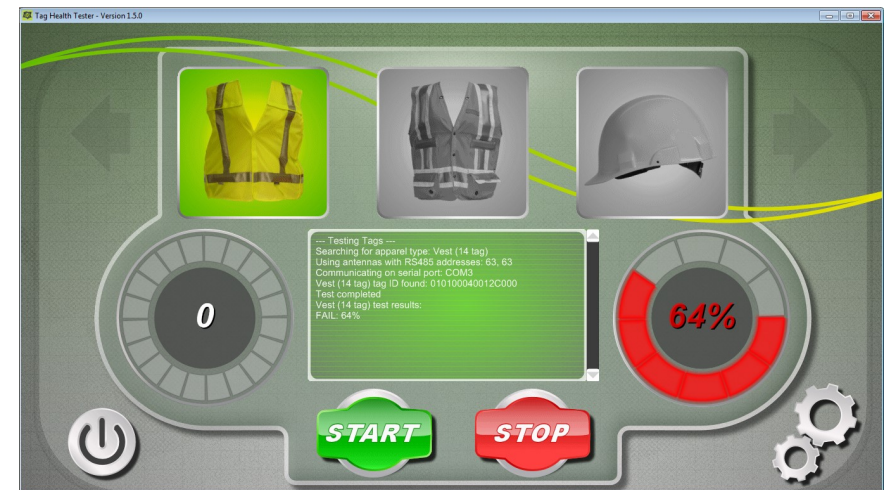 Tag Health Tester - Version 1.5.0
--- Testing Tags ---
Searching for apparel type: Vest (14 tag)
Using antennas with RS485 addresses: 63, 63
Communicating on serial port: COM3
Vest (14 tag) tag ID found: 010100040012C000
Test completed
Vest (14 tag) test results:
FAIL: 64%
0
64%
START
STOP